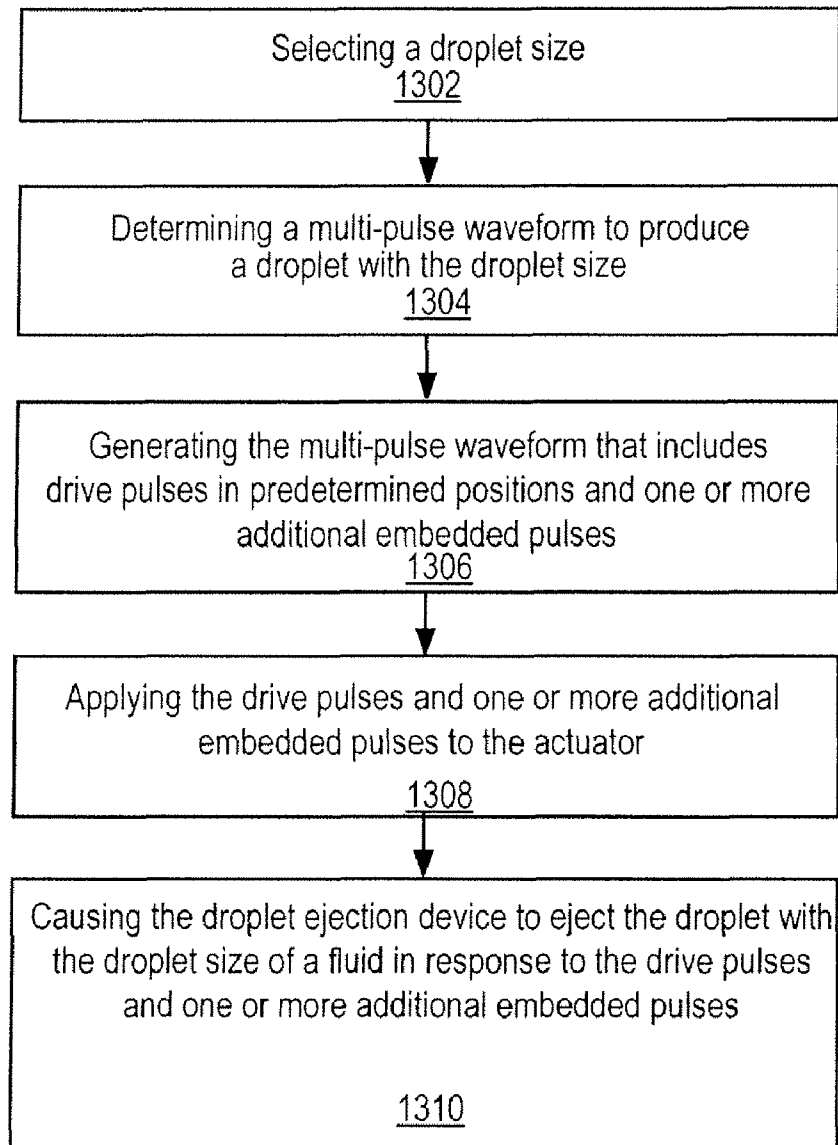 Selecting a droplet size
1302
Determining a multi-pulse waveform to produce
a droplet with the droplet size
1304
Generating the multi-pulse waveform that includes
drive pulses in predetermined positions and one or more
additional embedded pulses
1306
Applying the drive pulses and one or more additional
embedded pulses to the actuator
1308
Causing the droplet ejection device to eject the droplet with
the droplet size of a fluid in response to the drive pulses
and one or more additional embedded pulses
1310